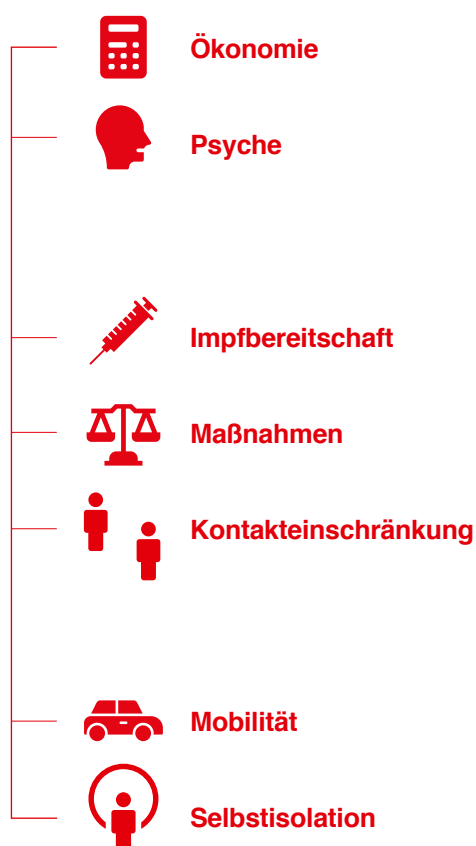 Ökonomie
Psyche
Impfbereitschaft
Maßnahmen
Kontakteinschränkung
Mobilität
Selbstisolation